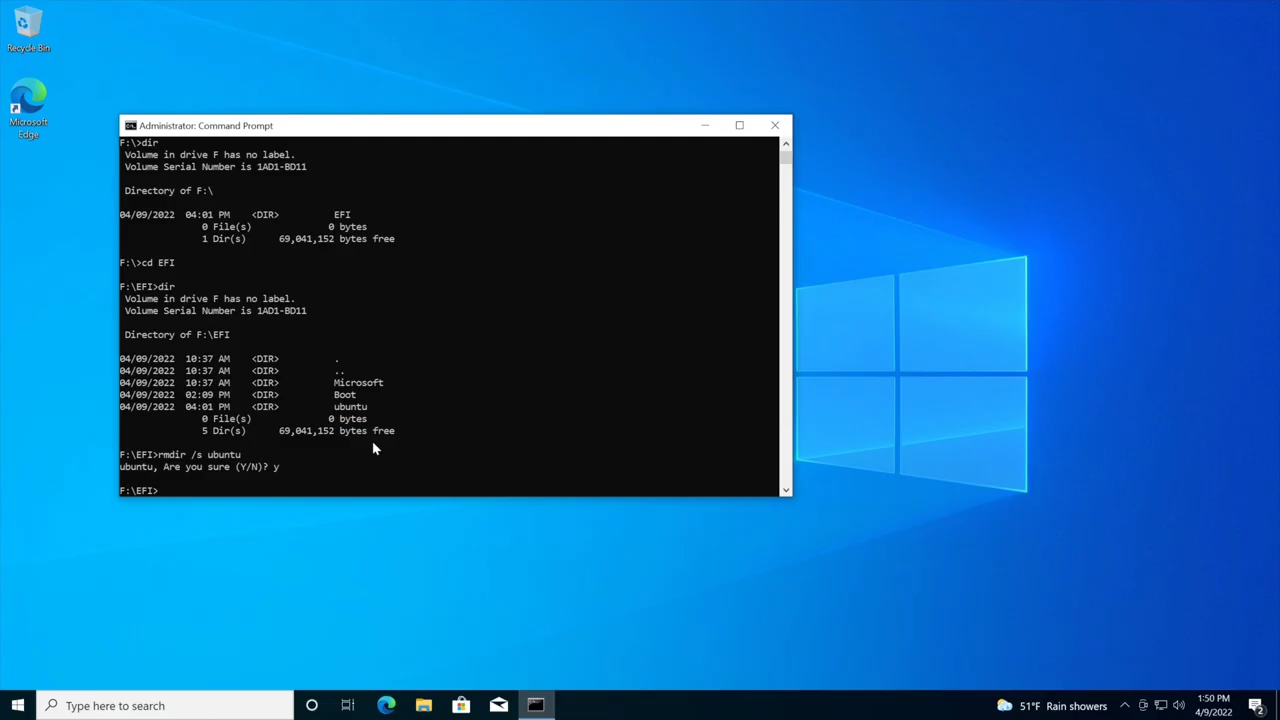 Recycle Bin
Microsoft
Edge
Administrator: Command Prompt
F:\>dir
Volume in drive F has no label.
Volume Serial Number is 1AD1-BD11
Directory of F:\
04/09/2022 04:01 PM <DIR> EFI
0 File(s) 0 bytes
1 Dir(s) 69,041,152 bytes free
F:\>cd EFI
F:\EFI>dir
Volume in drive F has no label.
Volume Serial Number is 1AD1-BD11
Directory of F:\EFI
04/09/2022 10:37 AM <DIR> .
04/09/2022 10:37 AM <DIR> ..
04/09/2022 10:37 AM <DIR> Microsoft
04/09/2022 02:09 PM <DIR> Boot
04/09/2022 04:01 PM <DIR> ubuntu
0 File(s) 0 bytes
5 Dir(s) 69,041,152 bytes free
F:\EFI>rmdir /s ubuntu
ubuntu, Are you sure (Y/N)? y
F:\EFI>
Type here to search
51°F Rain showers
1:50 PM
4/9/2022
2